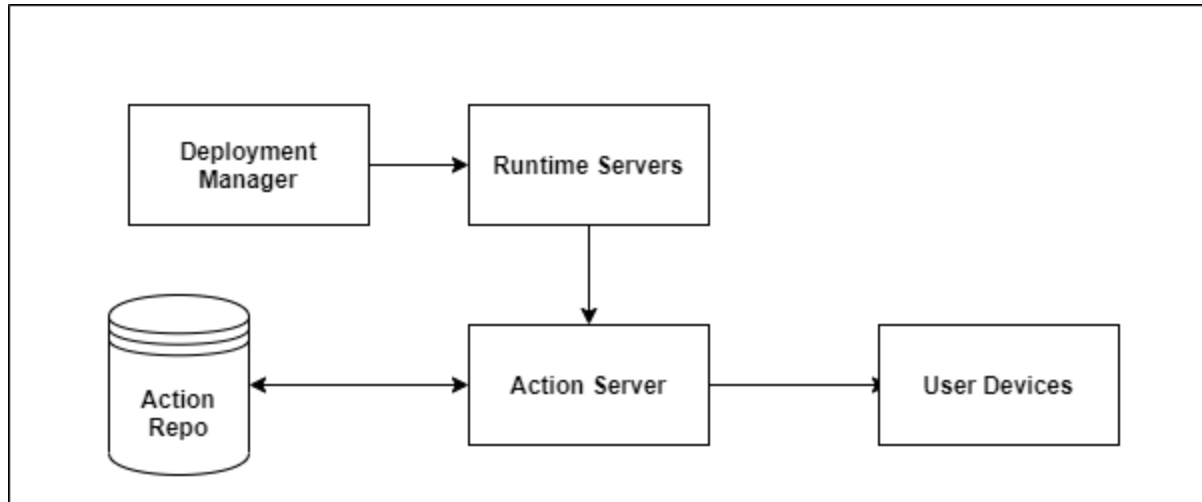 Deployment
Manager
Runtime Servers
Action
Repo
Action Server
User Devices